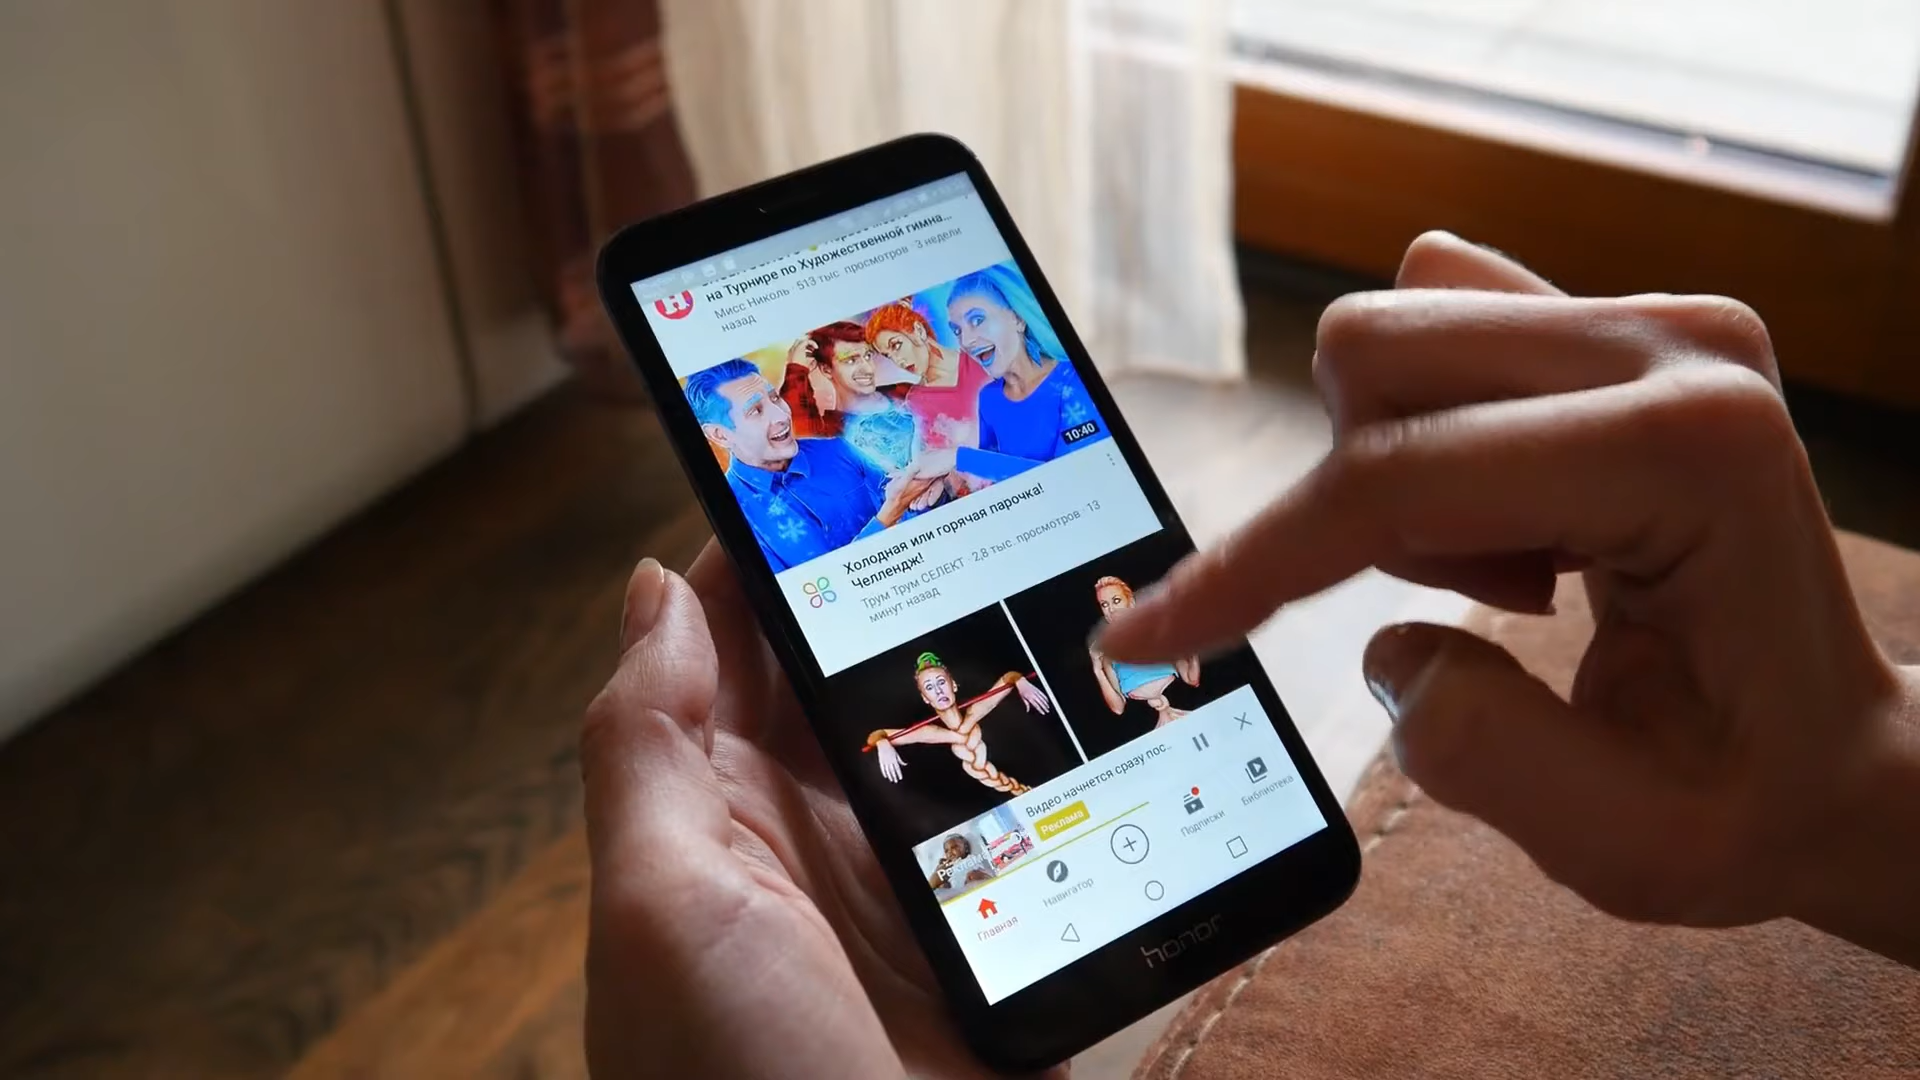 на Турнире по Художественной гимна...
Мисс Николь · 513 тыс. просмотров · 3 недели
назад
10:40
Холодная или горячая парочка!
Челлендж!
Трум Трум СЕЛЕКТ · 2,8 тыс. просмотров · 13
минут назад
Видео начнется сразу пос...
Реклама
Главная
Навигатор
Подписки
Библиотека
honor